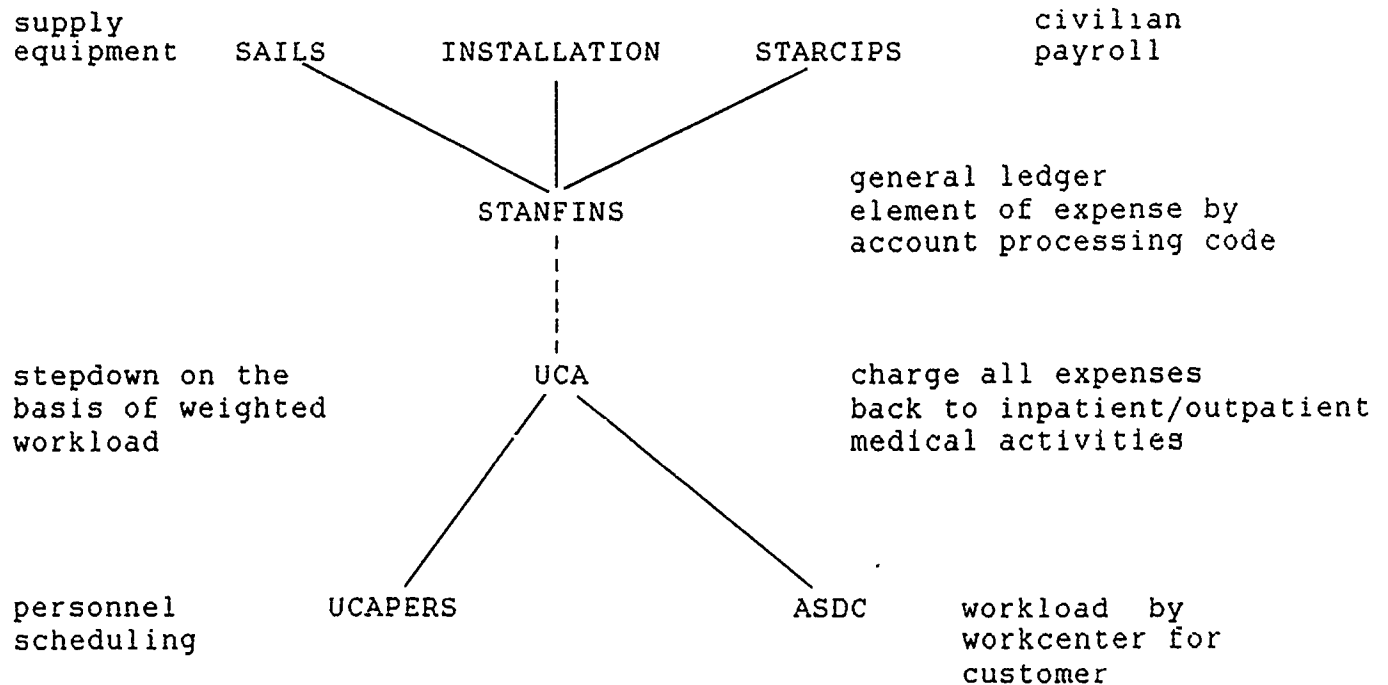 supply
equipment SAILS INSTALLATION STARCIPS
civilian
payroll
STANFINS
general ledger
element of expense by
account processing code
stepdown on the
basis of weighted
workload
UCA
charge all expenses
back to inpatient/outpatient
medical activities
personnel
scheduling
UCAPERS
ASDC
workload by
workcenter for
customer